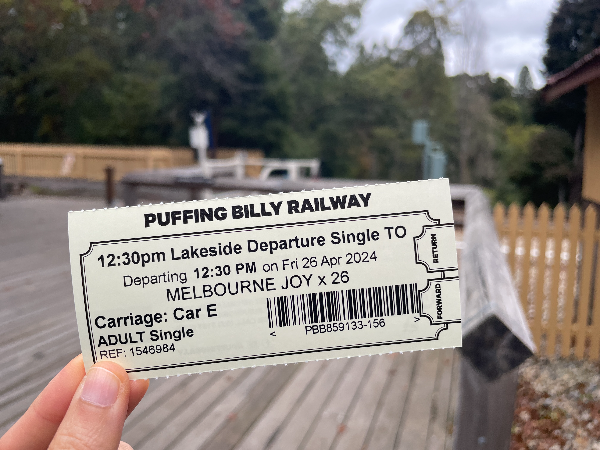 PUFFING BILLY RAILWAY
12:30pm Lakeside Departure Single TO
Departing 12:30 PM on Fri 26 Apr 2024
MELBOURNE JOY x 26
Carriage: Car E
ADULT Single
REF: 1546984
< PBB859133-156 >
RETURN
FORWARD